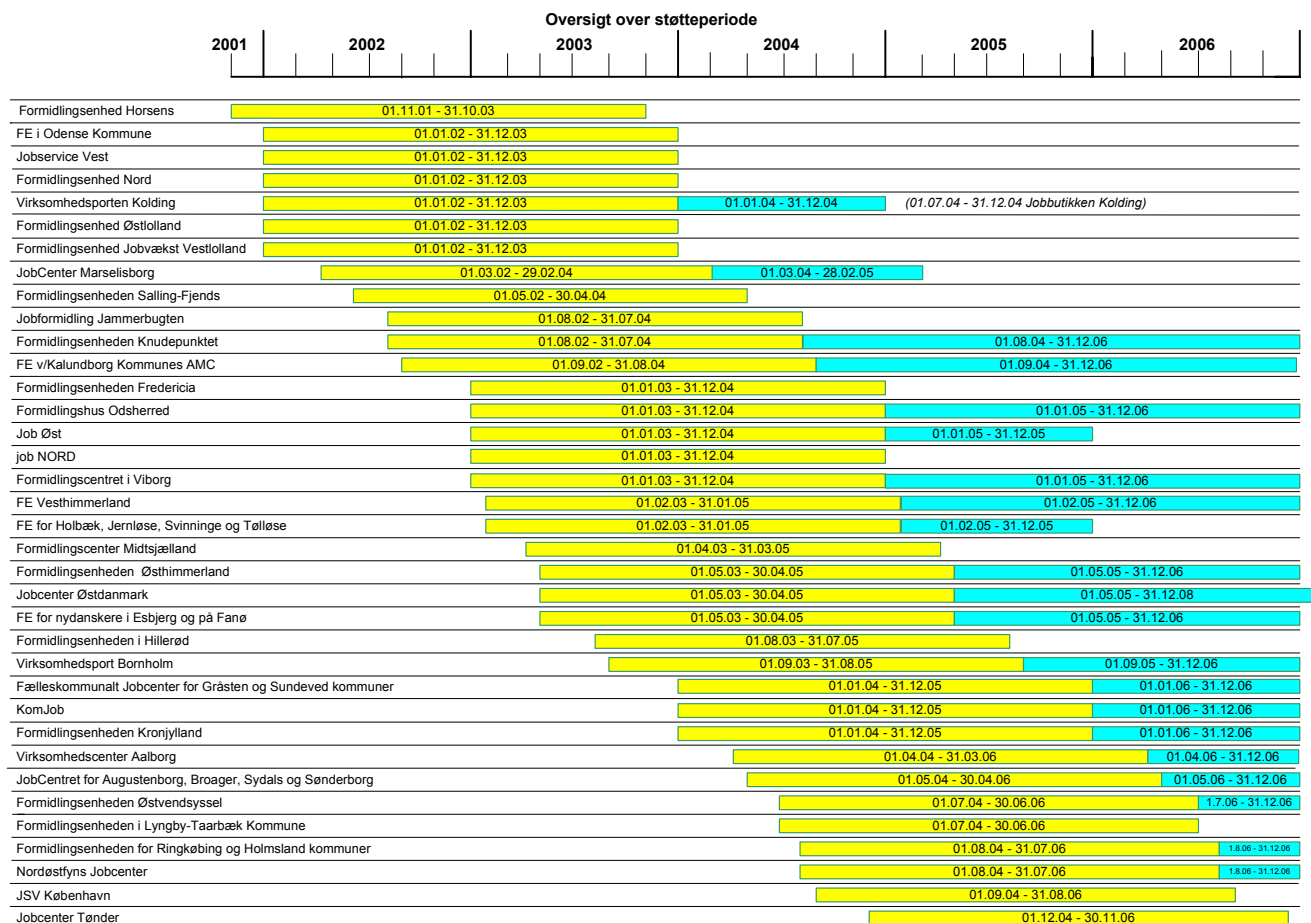 Oversigt over støtteperiode
2001 2002 2003 2004 2005 2006
Formidlingsenhed Horsens 01.11.01 - 31.10.03
FE i Odense Kommune 01.01.02 - 31.12.03
Jobservice Vest 01.01.02 - 31.12.03
Formidlingsenhed Nord 01.01.02 - 31.12.03
Virksomhedsporten Kolding 01.01.02 - 31.12.03 01.01.04 - 31.12.04 (01.07.04 - 31.12.04 Jobbutikken Kolding)
Formidlingsenhed Østlolland 01.01.02 - 31.12.03
Formidlingsenhed Jobvækst Vestlolland 01.01.02 - 31.12.03
JobCenter Marselisborg 01.03.02 - 29.02.04 01.03.04 - 28.02.05
Formidlingsenheden Salling-Fjends 01.05.02 - 30.04.04
Jobformidling Jammerbugten 01.08.02 - 31.07.04
Formidlingsenheden Knudepunktet 01.08.02 - 31.07.04 01.08.04 - 31.12.06
FE v/Kalundborg Kommunes AMC 01.09.02 - 31.08.04 01.09.04 - 31.12.06
Formidlingsenheden Fredericia 01.01.03 - 31.12.04
Formidlingshus Odsherred 01.01.03 - 31.12.04 01.01.05 - 31.12.06
Job Øst 01.01.03 - 31.12.04 01.01.05 - 31.12.05
job NORD 01.01.03 - 31.12.04
Formidlingscentret i Viborg 01.01.03 - 31.12.04 01.01.05 - 31.12.06
FE Vesthimmerland 01.02.03 - 31.01.05 01.02.05 - 31.12.06
FE for Holbæk, Jernløse, Svinninge og Tølløse 01.02.03 - 31.01.05 01.02.05 - 31.12.05
Formidlingscenter Midtsjælland 01.04.03 - 31.03.05
Formidlingsenheden Østhimmerland 01.05.03 - 30.04.05 01.05.05 - 31.12.06
Jobcenter Østdanmark 01.05.03 - 30.04.05 01.05.05 - 31.12.08
FE for nydanskere i Esbjerg og på Fanø 01.05.03 - 30.04.05 01.05.05 - 31.12.06
Formidlingsenheden i Hillerød 01.08.03 - 31.07.05
Virksomhedsport Bornholm 01.09.03 - 31.08.05 01.09.05 - 31.12.06
Fælleskommunalt Jobcenter for Gråsten og Sundeved kommuner 01.01.04 - 31.12.05 01.01.06 - 31.12.06
KomJob 01.01.04 - 31.12.05 01.01.06 - 31.12.06
Formidlingsenheden Kronjylland 01.01.04 - 31.12.05 01.01.06 - 31.12.06
Virksomhedscenter Aalborg 01.04.04 - 31.03.06 01.04.06 - 31.12.06
JobCentret for Augustenborg, Broager, Sydals og Sønderborg 01.05.04 - 30.04.06 01.05.06 - 31.12.06
Formidlingsenheden Østvendsyssel 01.07.04 - 30.06.06 1.7.06 - 31.12.06
Formidlingsenheden i Lyngby-Taarbæk Kommune 01.07.04 - 30.06.06
Formidlingsenheden for Ringkøbing og Holmsland kommuner 01.08.04 - 31.07.06 1.8.06 - 31.12.06
Nordøstfyns Jobcenter 01.08.04 - 31.07.06 1.8.06 - 31.12.06
JSV København 01.09.04 - 31.08.06
Jobcenter Tønder 01.12.04 - 30.11.06